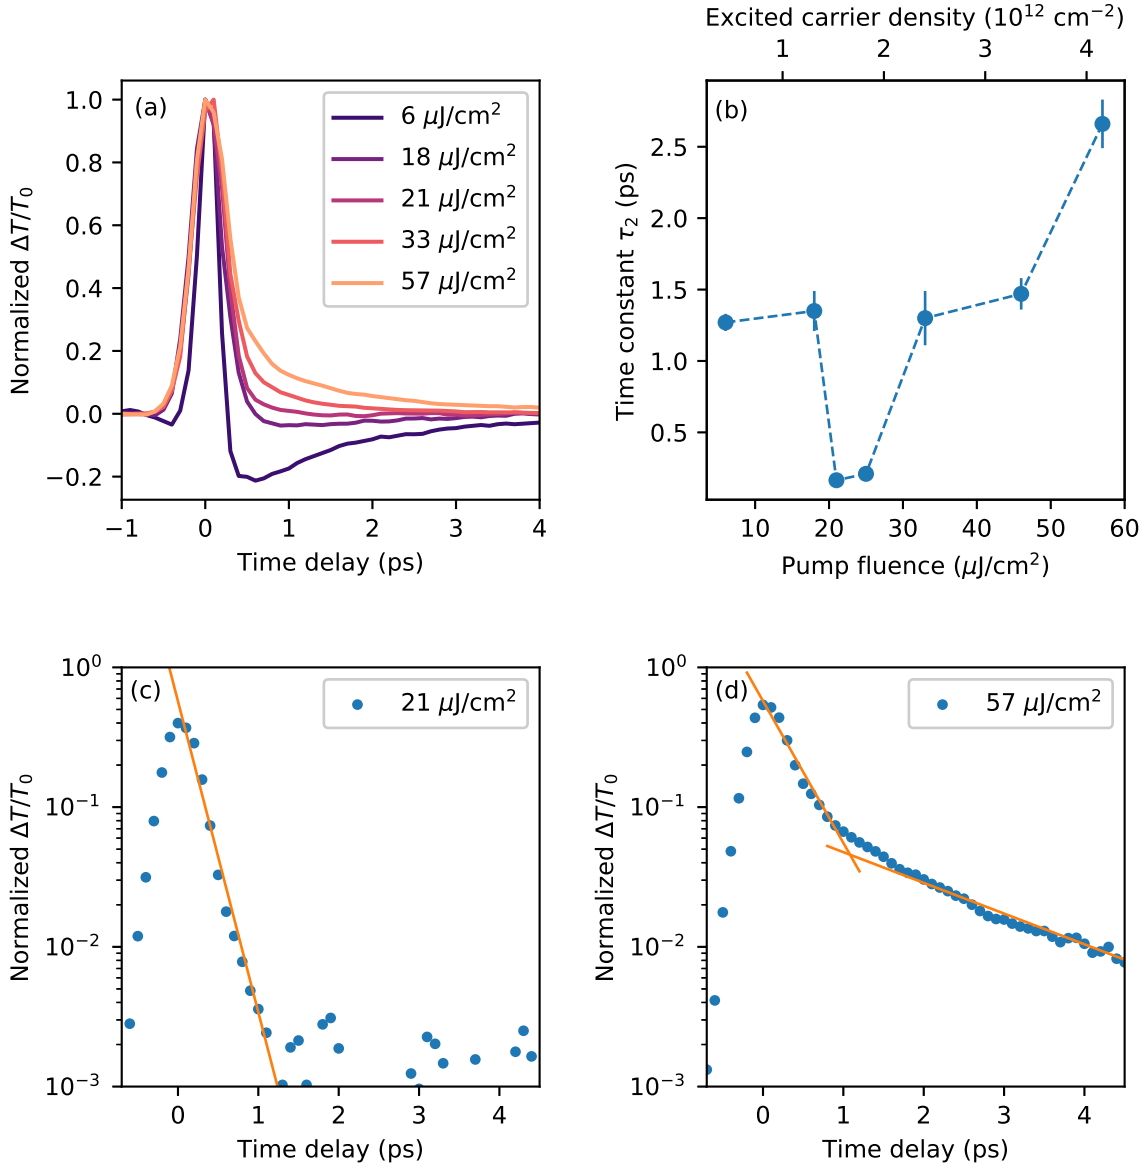 (a)
Normalized ΔT/T₀
1.0
0.8
0.6
0.4
0.2
0.0
−0.2
6 μJ/cm²
18 μJ/cm²
21 μJ/cm²
33 μJ/cm²
57 μJ/cm²
−1 0 1 2 3 4
Time delay (ps)
Excited carrier density (10¹² cm⁻²)
1 2 3 4
(b)
Time constant τ₂ (ps)
2.5
2.0
1.5
1.0
0.5
10 20 30 40 50 60
Pump fluence (μJ/cm²)
(c)
21 μJ/cm²
Normalized ΔT/T₀
10⁰
10⁻¹
10⁻²
10⁻³
0 1 2 3 4
Time delay (ps)
(d)
57 μJ/cm²
Normalized ΔT/T₀
10⁰
10⁻¹
10⁻²
10⁻³
0 1 2 3 4
Time delay (ps)